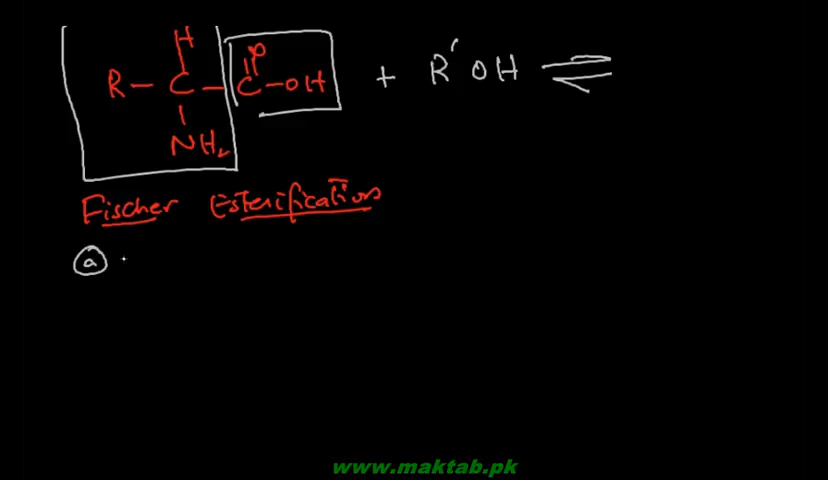 H
R – C – C – OH + R' OH ⇌
O
NH2
Fischer Esterification
a
www.maktab.pk